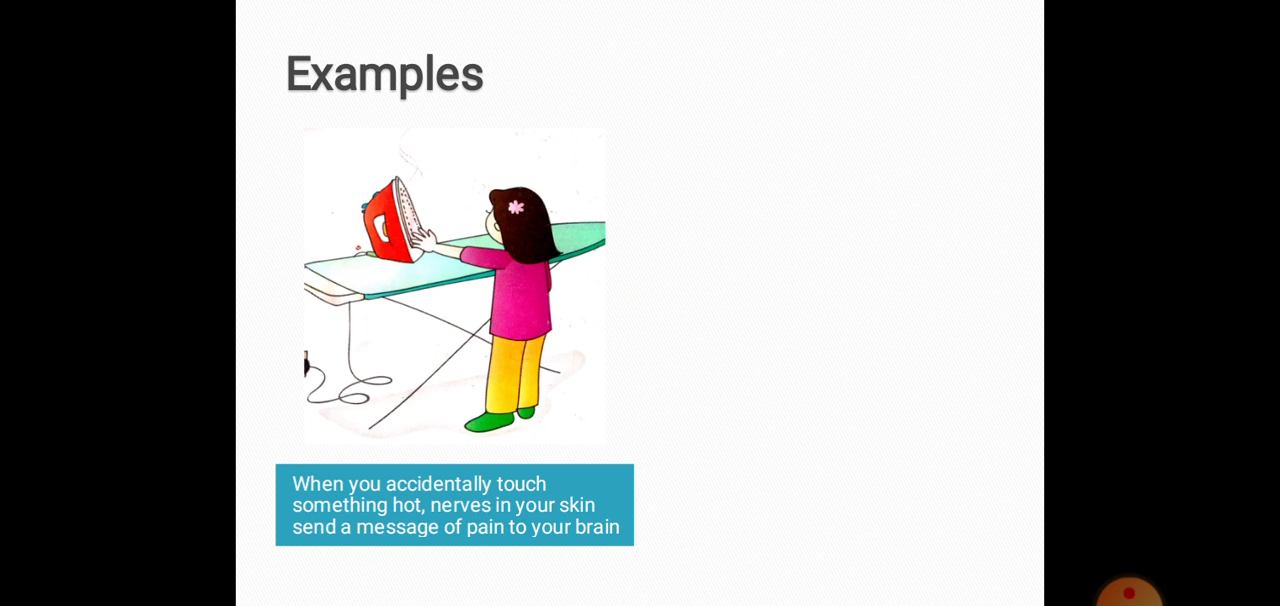 Examples
When you accidentally touch
something hot, nerves in your skin
send a message of pain to your brain